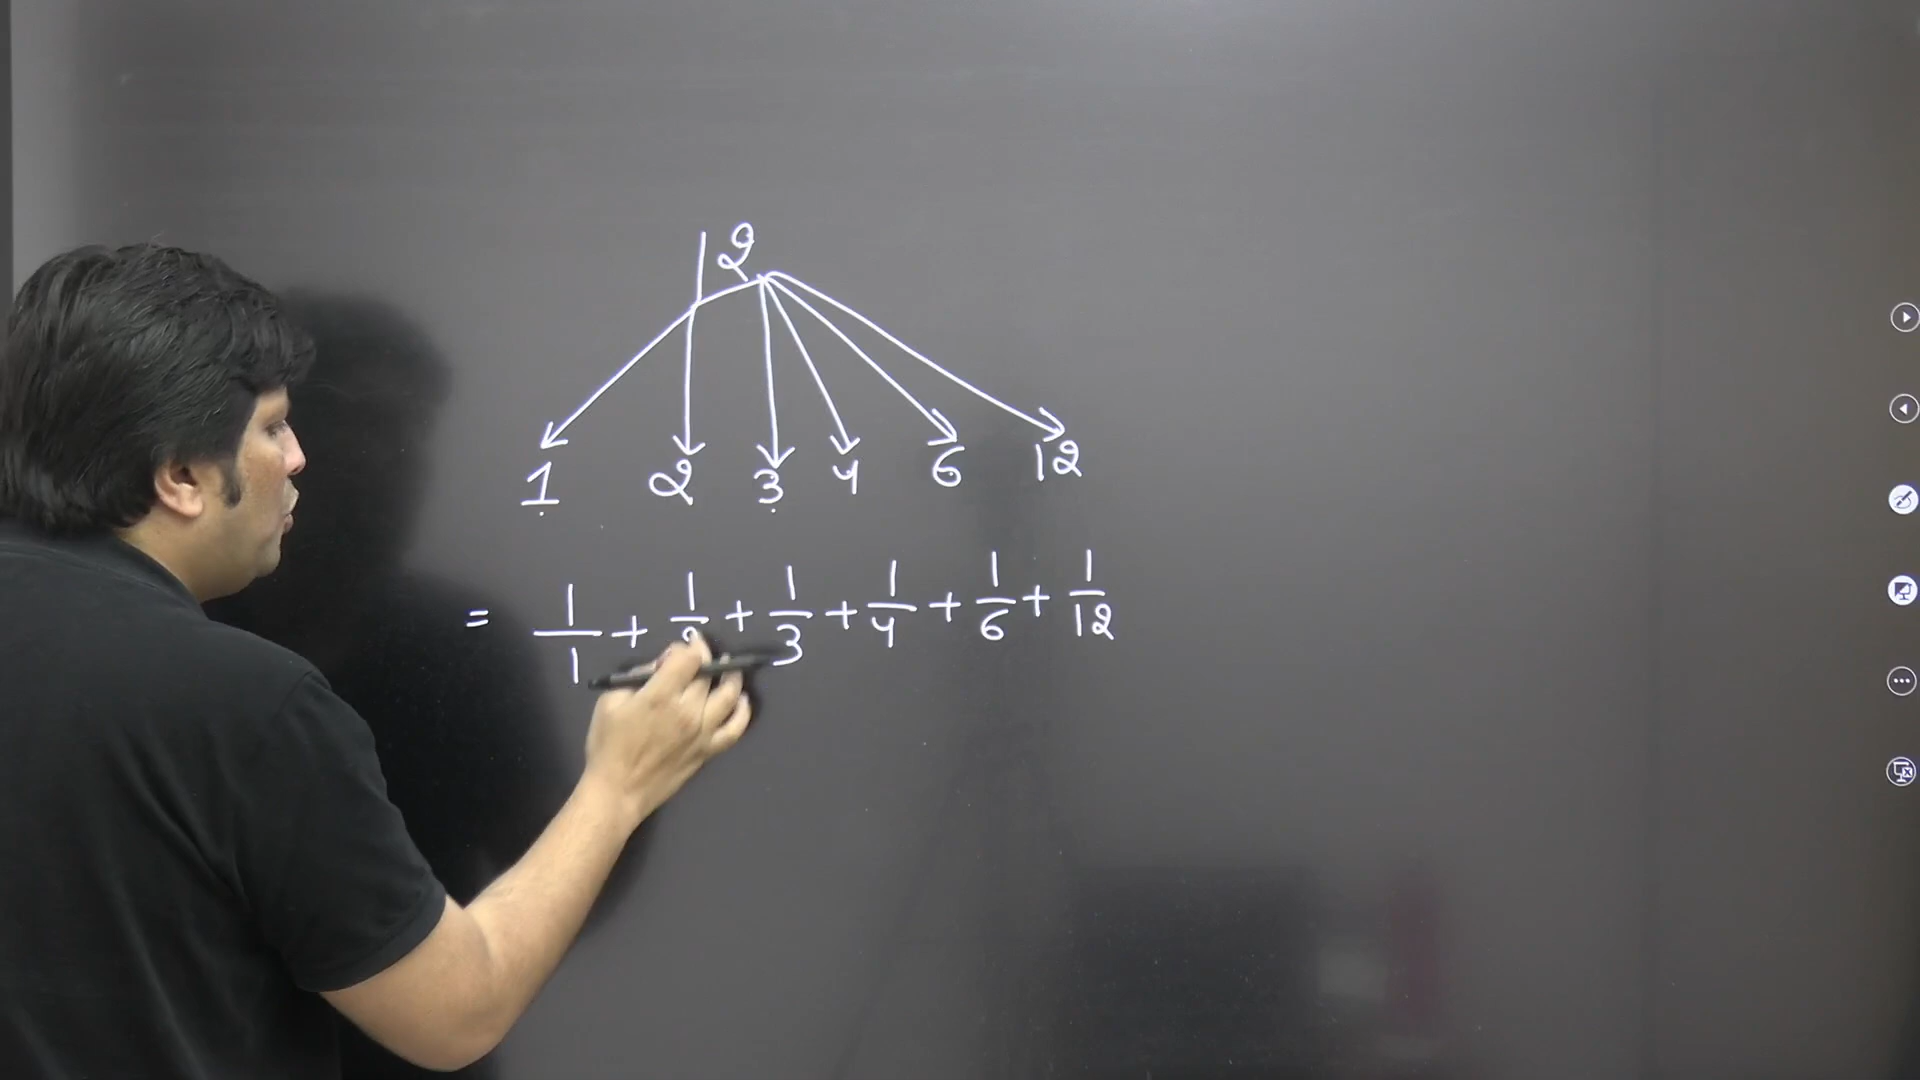 12
1 2 3 4 6 12
= 1/1 + 1/2 + 1/3 + 1/4 + 1/6 + 1/12